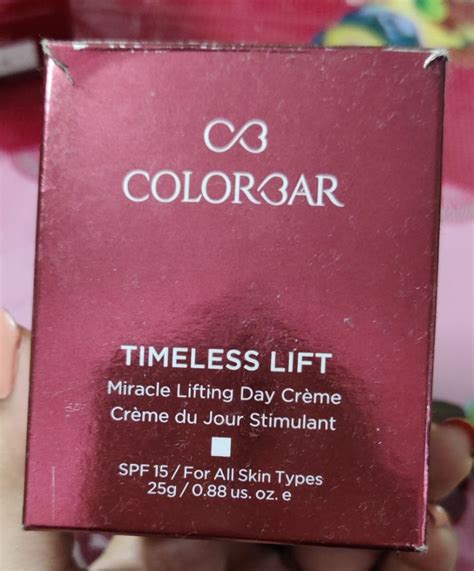 COLORBAR
TIMELESS LIFT
Miracle Lifting Day Crème
Crème du Jour Stimulant
SPF 15 / For All Skin Types
25g / 0.88 us. oz. e